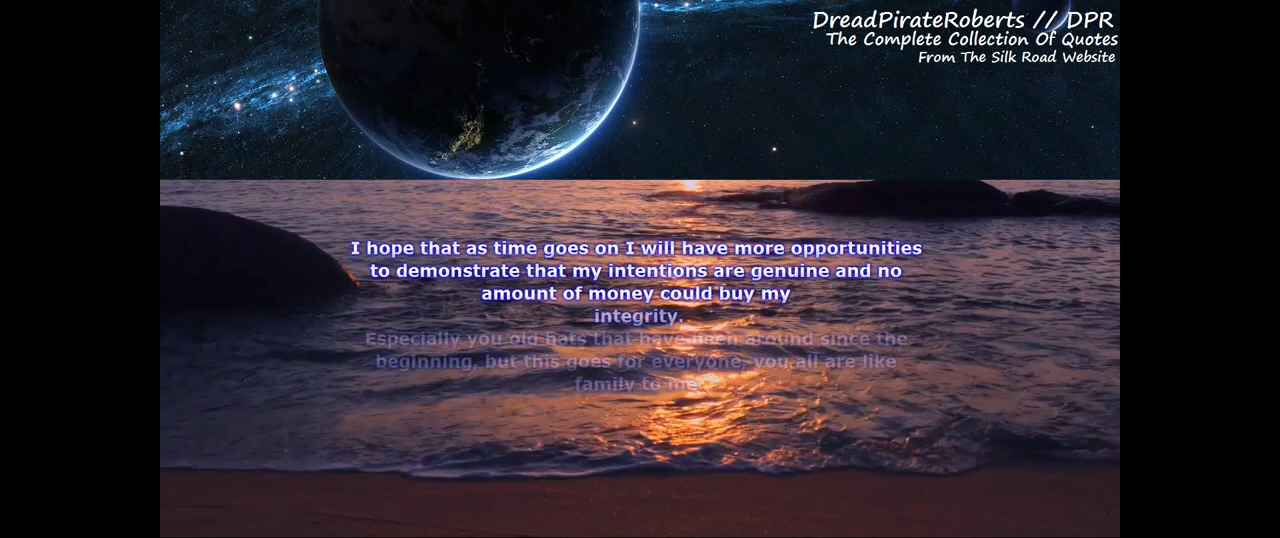 DreadPirateRoberts // DPR
The Complete Collection Of Quotes
From The Silk Road Website
I hope that as time goes on I will have more opportunities
to demonstrate that my intentions are genuine and no
amount of money could buy my
integrity.
Especially you old hats that have been around since the
beginning, but this goes for everyone, you all are like
family to me.